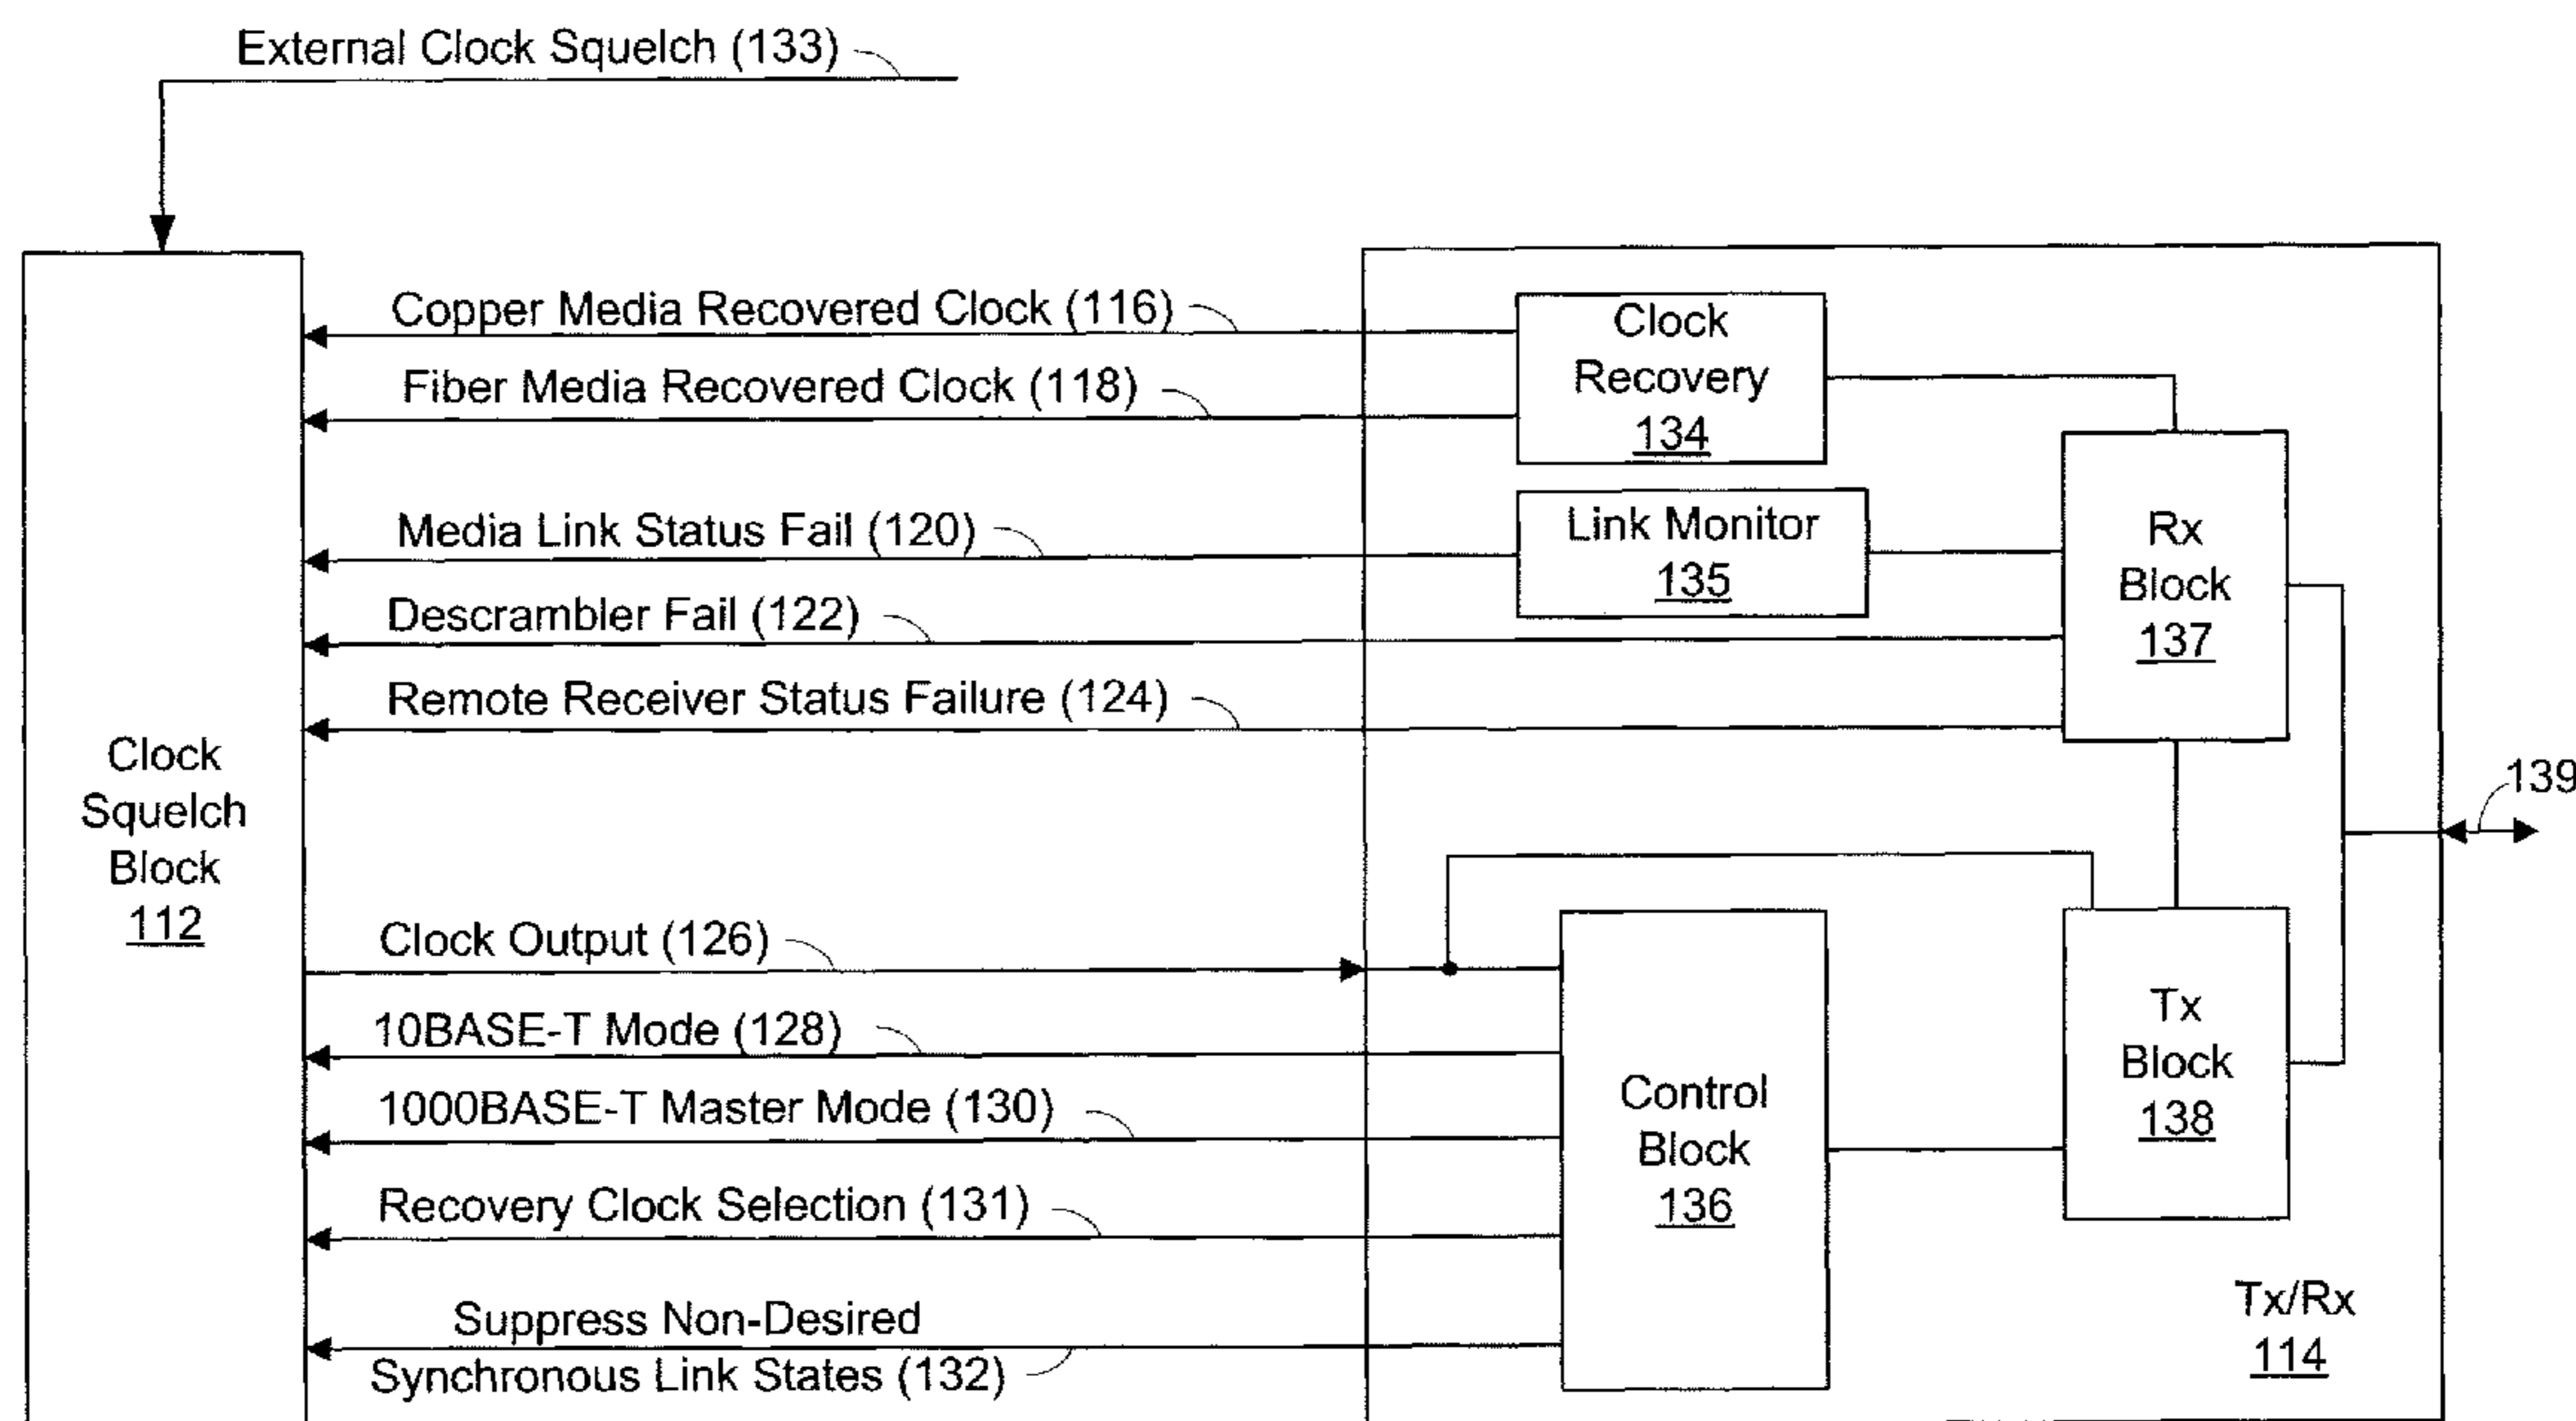 External Clock Squelch (133)
Copper Media Recovered Clock (116)
Fiber Media Recovered Clock (118)
Media Link Status Fail (120)
Descrambler Fail (122)
Remote Receiver Status Failure (124)
Clock
Squelch
Block
112
Clock Output (126)
10BASE-T Mode (128)
1000BASE-T Master Mode (130)
Recovery Clock Selection (131)
Suppress Non-Desired
Synchronous Link States (132)
Clock
Recovery
134
Link Monitor
135
Rx
Block
137
139
Control
Block
136
Tx
Block
138
Tx/Rx
114